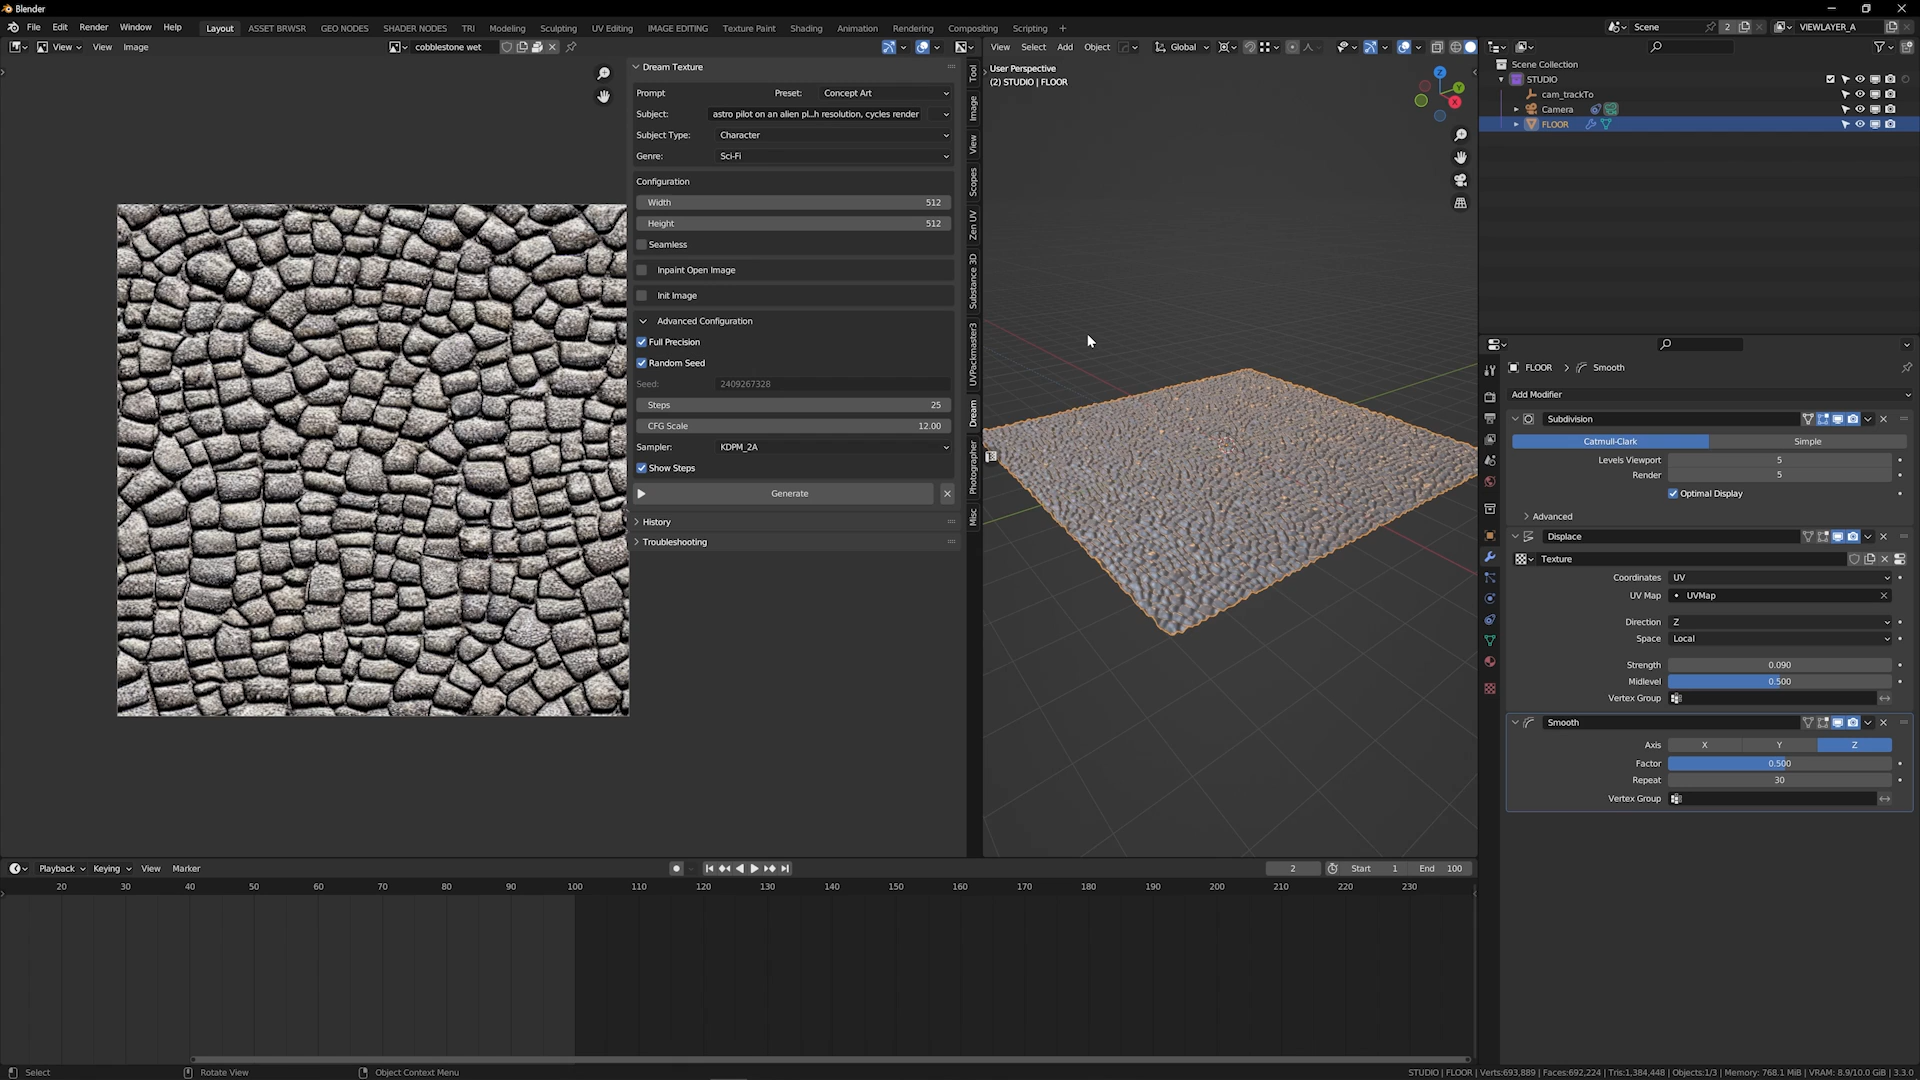 Blender
File Edit Render Window Help Layout ASSET BRWSR GEO NODES SHADER NODES TRI Modeling Sculpting UV Editing IMAGE EDITING Texture Paint Shading Animation Rendering Compositing Scripting + Scene 2 VIEWLAYER_A
View View Image cobblestone wet View Select Add Object Global
Dream Texture
Prompt Preset: Concept Art
Subject: astro pilot on an alien pl...h resolution, cycles render
Subject Type: Character
Genre: Sci-Fi
Configuration
Width 512
Height 512
Seamless
Inpaint Open Image
Init Image
Advanced Configuration
Full Precision
Random Seed
Seed: 2409267328
Steps 25
CFG Scale 12.00
Sampler: KDPM_2A
Show Steps
Generate
History
Troubleshooting
Tool
Image
View
Scopes
Zen UV
Substance 3D
UVPackmaster3
Dream
Photographer
Misc
User Perspective
(2) STUDIO | FLOOR
Z
Y
X
Scene Collection
STUDIO
cam_trackTo
Camera
FLOOR
FLOOR > Smooth
Add Modifier
Subdivision
Catmull-Clark Simple
Levels Viewport 5
Render 5
Optimal Display
Advanced
Displace
Texture
Coordinates UV
UV Map UVMap
Direction Z
Space Local
Strength 0.090
Midlevel 0.500
Vertex Group
Smooth
Axis X Y Z
Factor 0.500
Repeat 30
Vertex Group
Playback Keying View Marker 2 Start 1 End 100
20 30 40 50 60 70 80 90 100 110 120 130 140 150 160 170 180 190 200 210 220 230
Select Rotate View Object Context Menu STUDIO | FLOOR | Verts:693,889 | Faces:692,224 | Tris:1,384,448 | Objects:1/3 | Memory: 768.1 MiB | VRAM: 8.9/10.0 GiB | 3.3.0